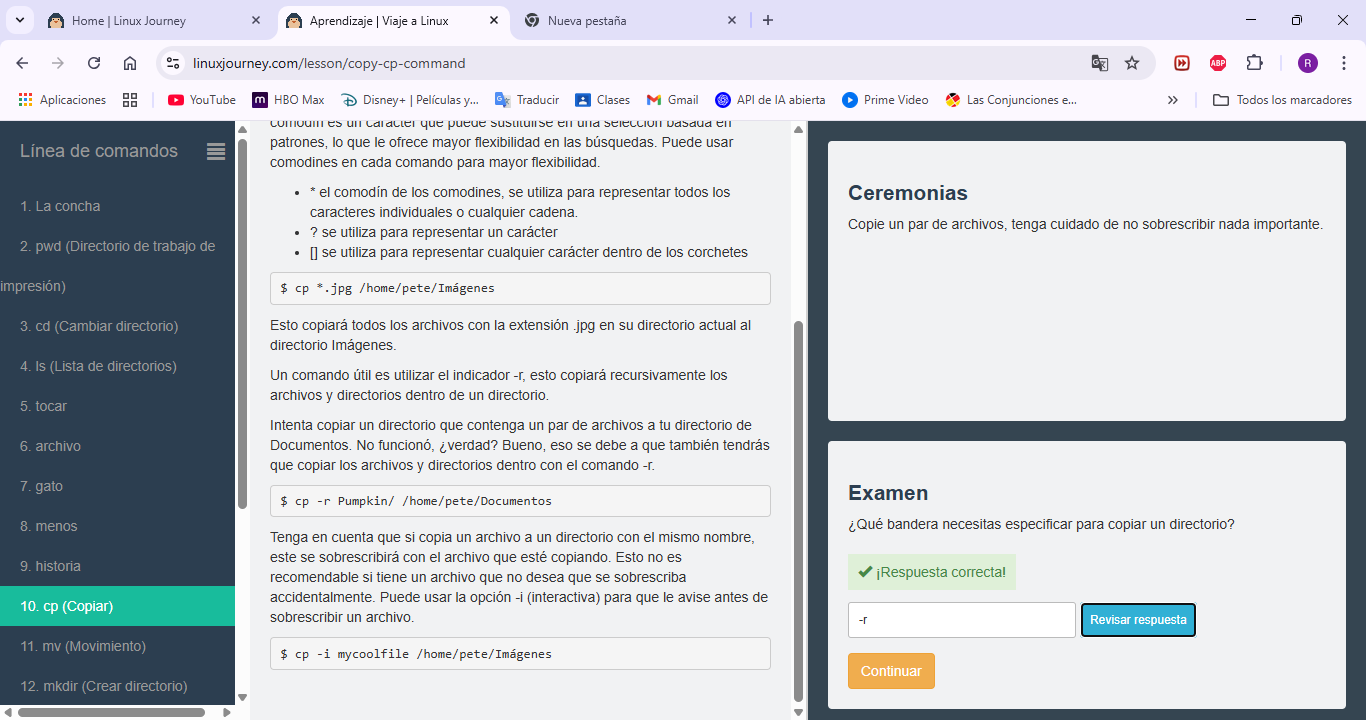 Home | Linux Journey
Aprendizaje | Viaje a Linux
Nueva pestaña
linuxjourney.com/lesson/copy-cp-command
ABP
R
Aplicaciones
YouTube
m HBO Max
Disney+ | Películas y...
Traducir
Clases
Gmail
API de IA abierta
Prime Video
Las Conjunciones e...
Todos los marcadores
Línea de comandos
1. La concha
2. pwd (Directorio de trabajo de
impresión)
3. cd (Cambiar directorio)
4. ls (Lista de directorios)
5. tocar
6. archivo
7. gato
8. menos
9. historia
10. cp (Copiar)
11. mv (Movimiento)
12. mkdir (Crear directorio)
comodín es un carácter que puede sustituirse en una selección basada en
patrones, lo que le ofrece mayor flexibilidad en las búsquedas. Puede usar
comodines en cada comando para mayor flexibilidad.
• * el comodín de los comodines, se utiliza para representar todos los
caracteres individuales o cualquier cadena.
• ? se utiliza para representar un carácter
• [] se utiliza para representar cualquier carácter dentro de los corchetes
$ cp *.jpg /home/pete/Imágenes
Esto copiará todos los archivos con la extensión .jpg en su directorio actual al
directorio Imágenes.
Un comando útil es utilizar el indicador -r, esto copiará recursivamente los
archivos y directorios dentro de un directorio.
Intenta copiar un directorio que contenga un par de archivos a tu directorio de
Documentos. No funcionó, ¿verdad? Bueno, eso se debe a que también tendrás
que copiar los archivos y directorios dentro con el comando -r.
$ cp -r Pumpkin/ /home/pete/Documentos
Tenga en cuenta que si copia un archivo a un directorio con el mismo nombre,
este se sobrescribirá con el archivo que esté copiando. Esto no es
recomendable si tiene un archivo que no desea que se sobrescriba
accidentalmente. Puede usar la opción -i (interactiva) para que le avise antes de
sobrescribir un archivo.
$ cp -i mycoolfile /home/pete/Imágenes
Ceremonias
Copie un par de archivos, tenga cuidado de no sobrescribir nada importante.
Examen
¿Qué bandera necesitas especificar para copiar un directorio?
¡Respuesta correcta!
-r
Revisar respuesta
Continuar